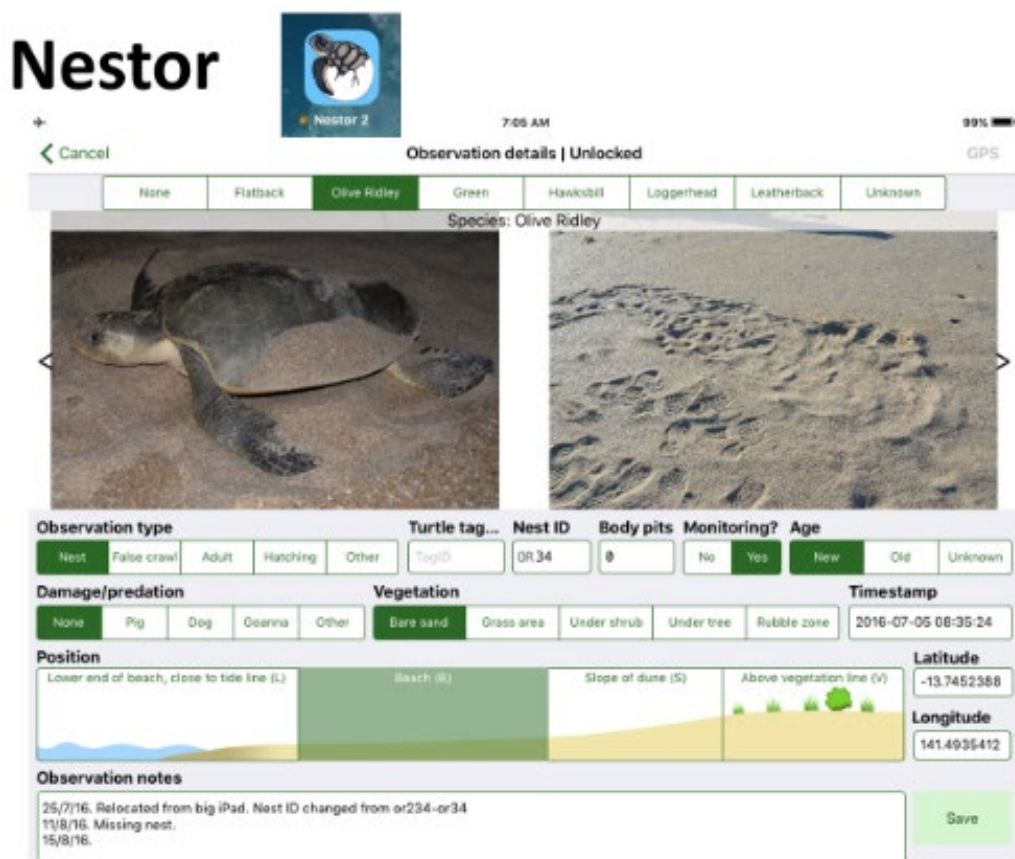 Nestor
Nestor 2
7:05 AM
99%
Cancel
Observation details | Unlocked
GPS
None Flatback Olive Ridley Green Hawksbill Loggerhead Leatherback Unknown
Species: Olive Ridley
Observation type Turtle tag... Nest ID Body pits Monitoring? Age
Nest False crawl Adult Hatching Other TagID OR34 0 No Yes New Old Unknown
Damage/predation Vegetation Timestamp
None Pig Dog Goanna Other Bare sand Grass area Under shrub Under tree Rubble zone 2016-07-05 08:35:24
Position Latitude
Lower end of beach, close to tide line (L) Beach (B) Slope of dune (S) Above vegetation line (V) -13.7452388
Longitude
141.4935412
Observation notes
25/7/16. Relocated from big iPad. Nest ID changed from or234-or34
11/8/16. Missing nest.
15/8/16.
Save